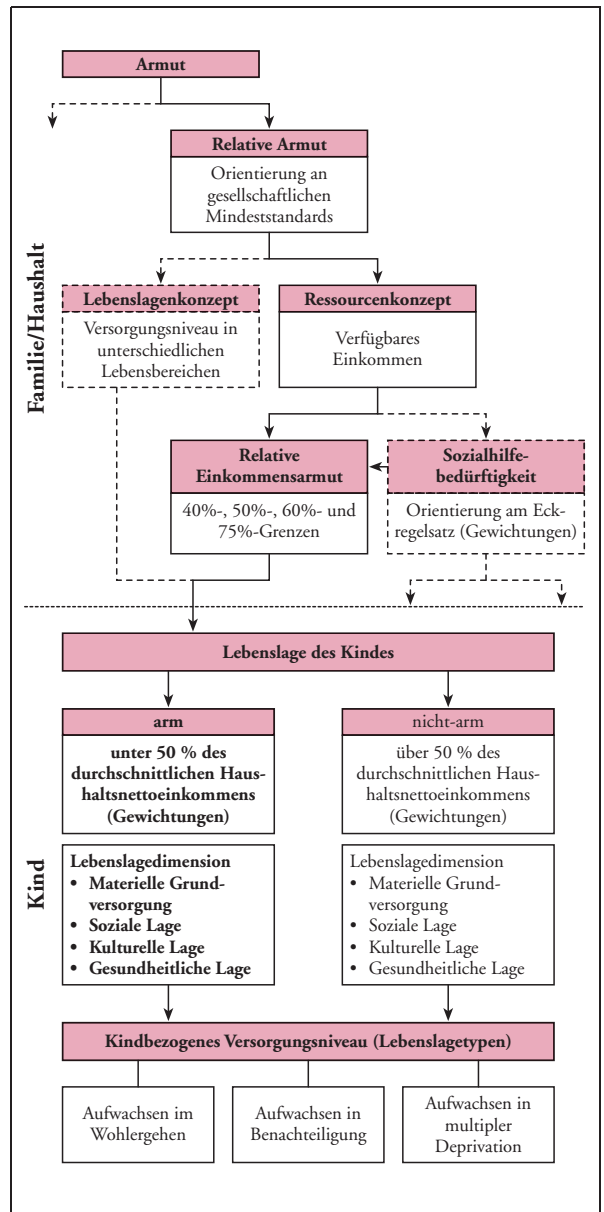 Armut
Familie/Haushalt
Relative Armut
Orientierung an
gesellschaftlichen
Mindeststandards
Lebenslagenkonzept
Versorgungsniveau in
unterschiedlichen
Lebensbereichen
Ressourcenkonzept
Verfügbares
Einkommen
Relative
Einkommensarmut
40%-, 50%-, 60%- und
75%-Grenzen
Sozialhilfe-
bedürftigkeit
Orientierung am Eck-
regelsatz (Gewichtungen)
Kind
Lebenslage des Kindes
arm
unter 50 % des
durchschnittlichen Haus-
haltsnettoeinkommens
(Gewichtungen)
Lebenslagedimension
• Materielle Grund-
versorgung
• Soziale Lage
• Kulturelle Lage
• Gesundheitliche Lage
nicht-arm
über 50 % des
durchschnittlichen Haus-
haltsnettoeinkommens
(Gewichtungen)
Lebenslagedimension
• Materielle Grund-
versorgung
• Soziale Lage
• Kulturelle Lage
• Gesundheitliche Lage
Kindbezogenes Versorgungsniveau (Lebenslagetypen)
Aufwachsen im
Wohlergehen
Aufwachsen in
Benachteiligung
Aufwachsen in
multipler
Deprivation